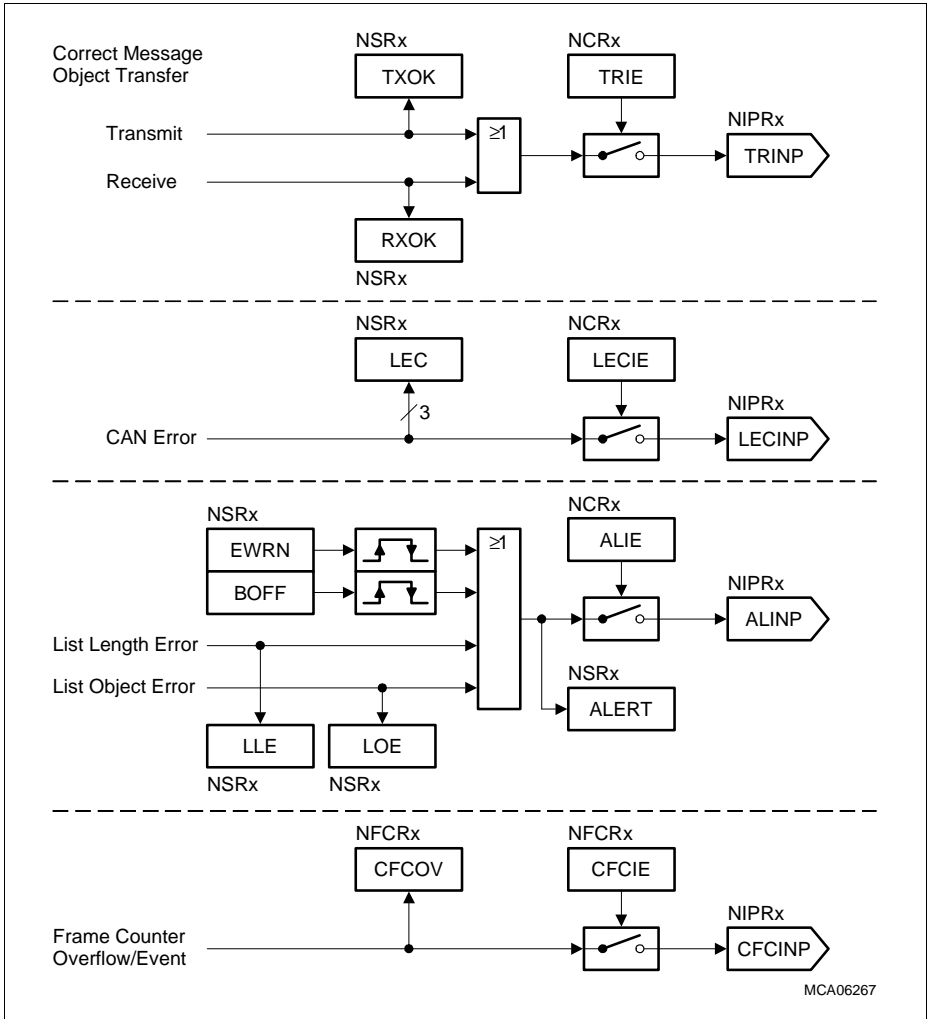 Correct Message
Object Transfer
NSRx
TXOK
NCRx
TRIE
Transmit
≥1
NIPRx
TRINP
Receive
RXOK
NSRx
NSRx
LEC
NCRx
LECIE
3
CAN Error
NIPRx
LECINP
NSRx
EWRN
BOFF
≥1
NCRx
ALIE
NIPRx
ALINP
List Length Error
List Object Error
NSRx
ALERT
LLE
LOE
NSRx
NSRx
NFCRx
CFCOV
NFCRx
CFCIE
Frame Counter
Overflow/Event
NIPRx
CFCINP
MCA06267